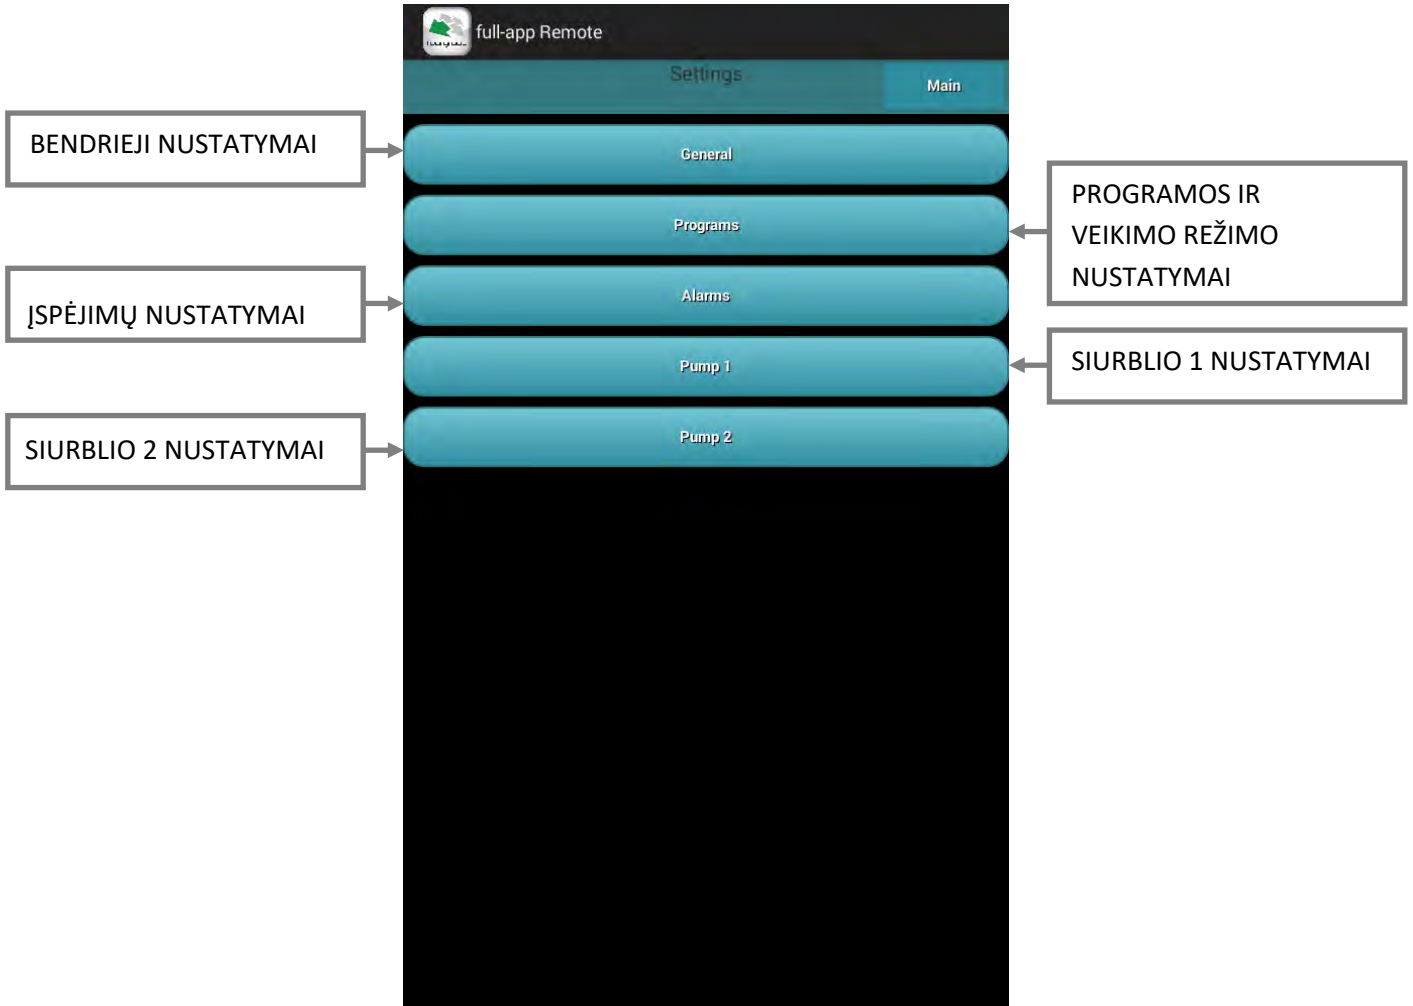 full-app Remote
Settings
Main
BENDRIEJI NUSTATYMAI
General
PROGRAMOS IR
VEIKIMO REŽIMO
NUSTATYMAI
Programs
ĮSPĖJIMŲ NUSTATYMAI
Alarms
SIURBLIO 1 NUSTATYMAI
Pump 1
SIURBLIO 2 NUSTATYMAI
Pump 2